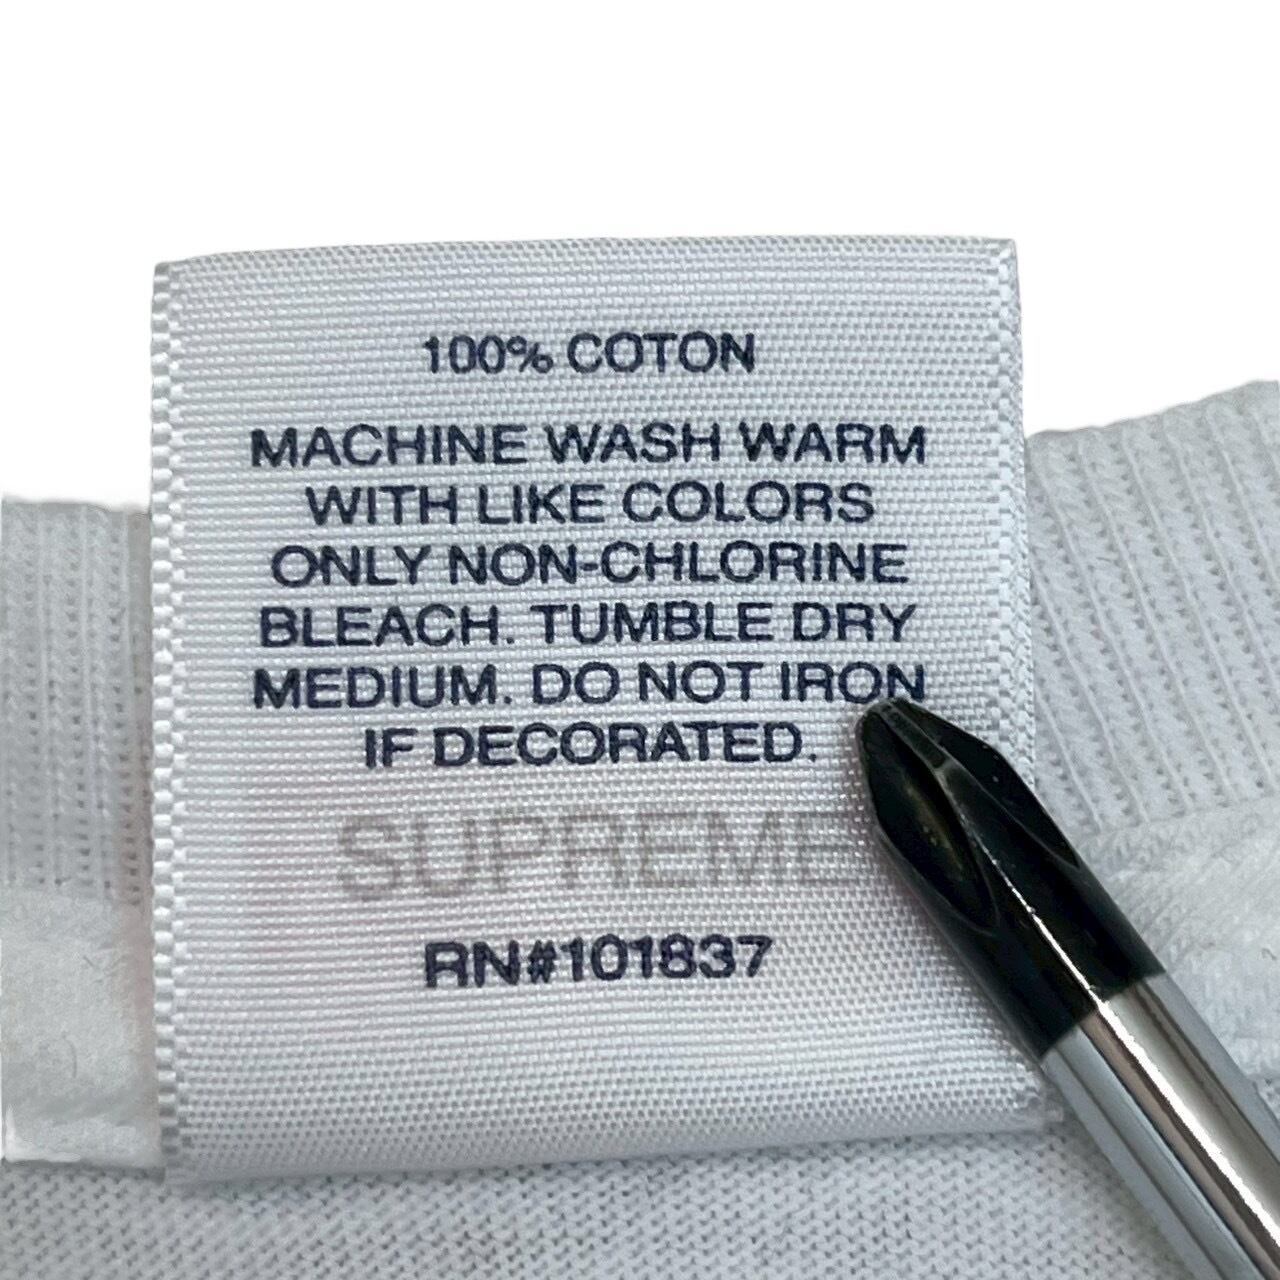 100% COTON
MACHINE WASH WARM
WITH LIKE COLORS
ONLY NON-CHLORINE
BLEACH. TUMBLE DRY
MEDIUM. DO NOT IRON
IF DECORATED.
SUPREME
RN#101837